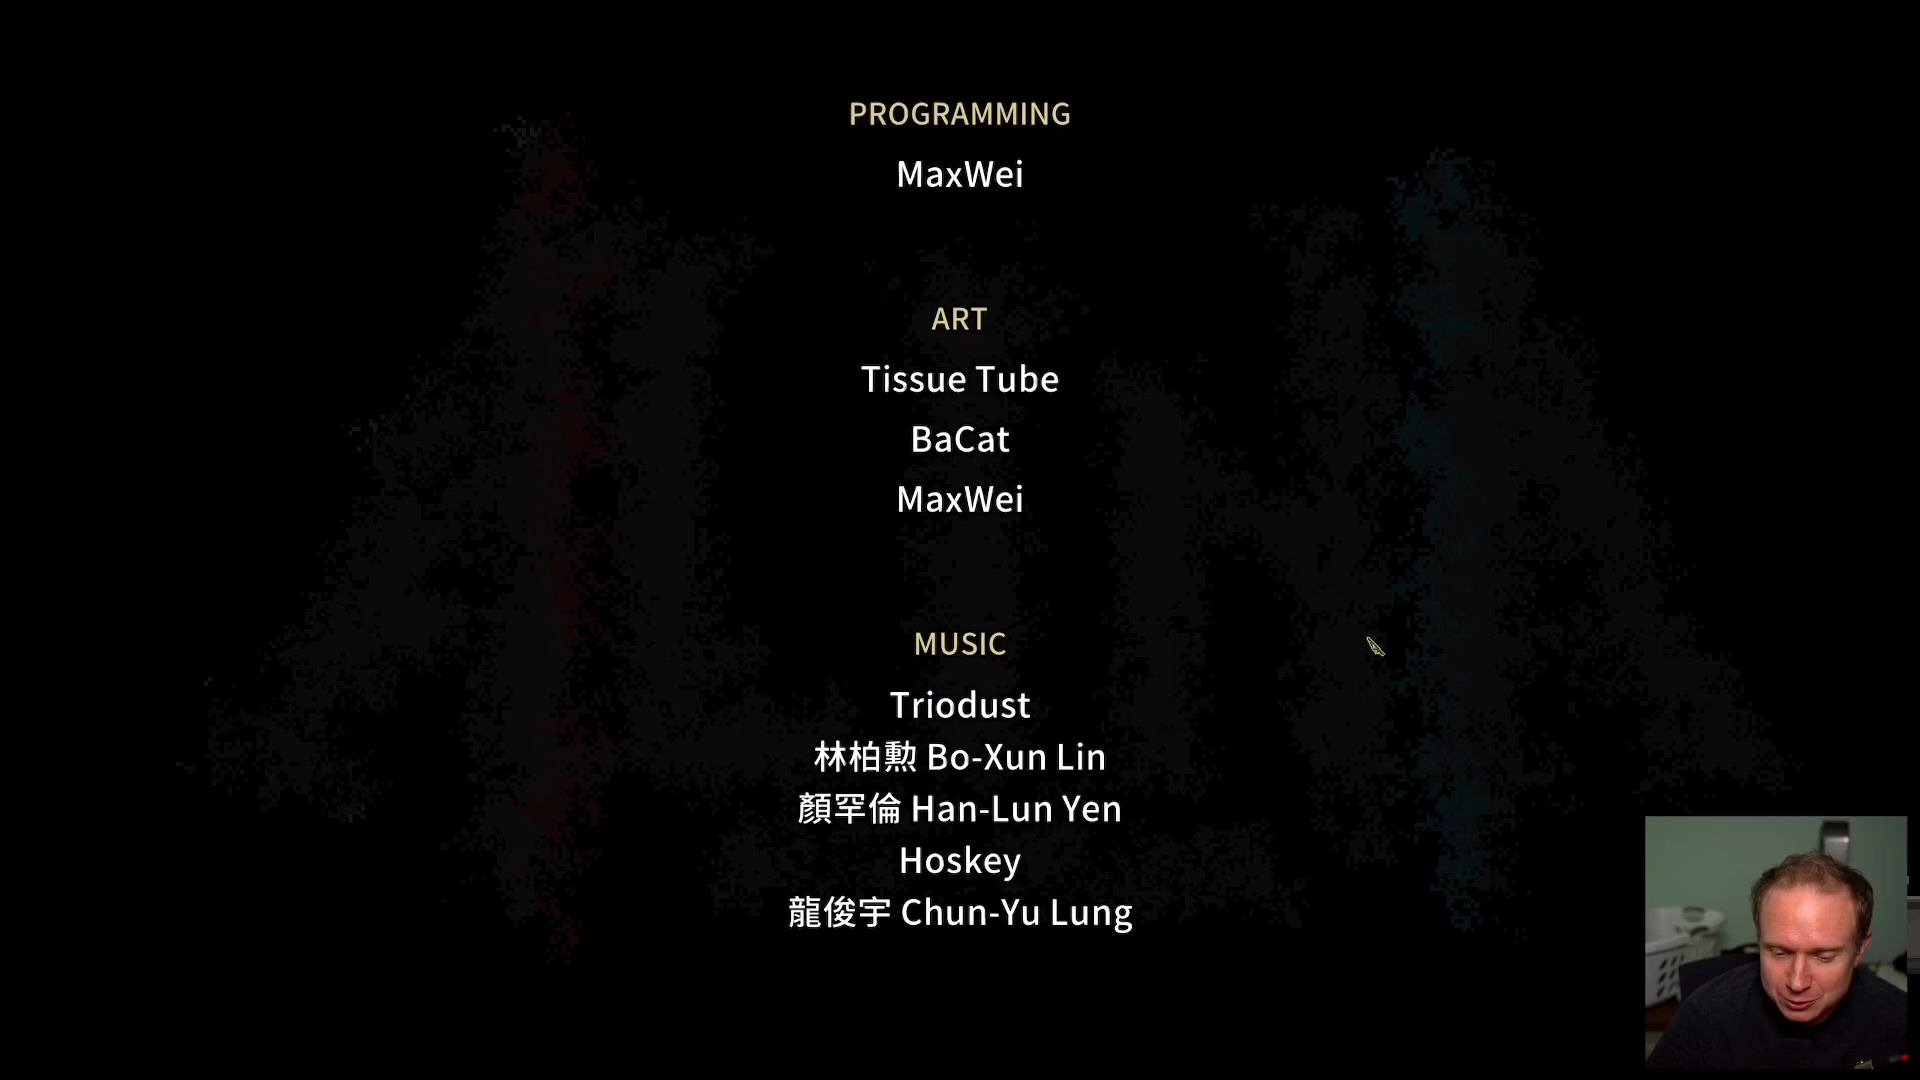 PROGRAMMING
MaxWei
ART
Tissue Tube
BaCat
MaxWei
MUSIC
Triodust
林柏勲 Bo-Xun Lin
顏罕倫 Han-Lun Yen
Hoskey
龍俊宇 Chun-Yu Lung